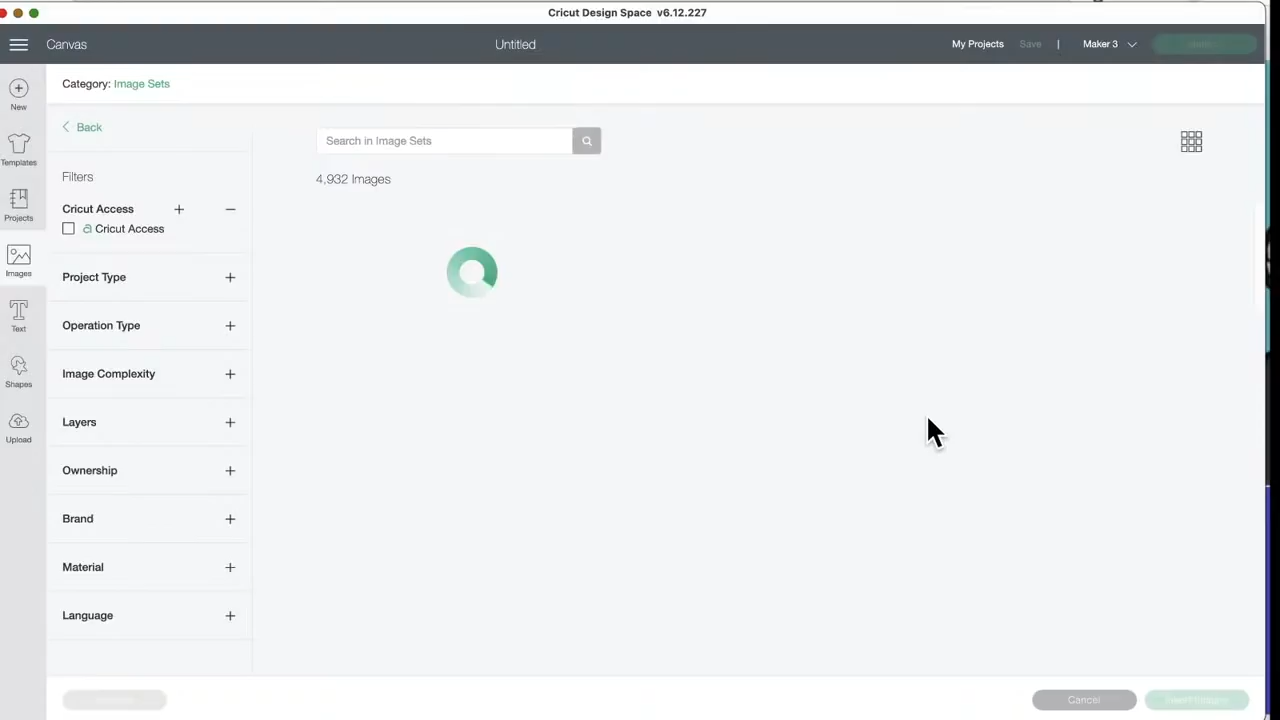 Cricut Design Space v6.12.227
Canvas
Untitled
My Projects
Save
|
Maker 3
New
Templates
Projects
Images
Text
Shapes
Upload
Category: Image Sets
Back
Filters
Cricut Access
Cricut Access
Project Type
Operation Type
Image Complexity
Layers
Ownership
Brand
Material
Language
Search in Image Sets
4,932 Images
Cancel
Insert Images